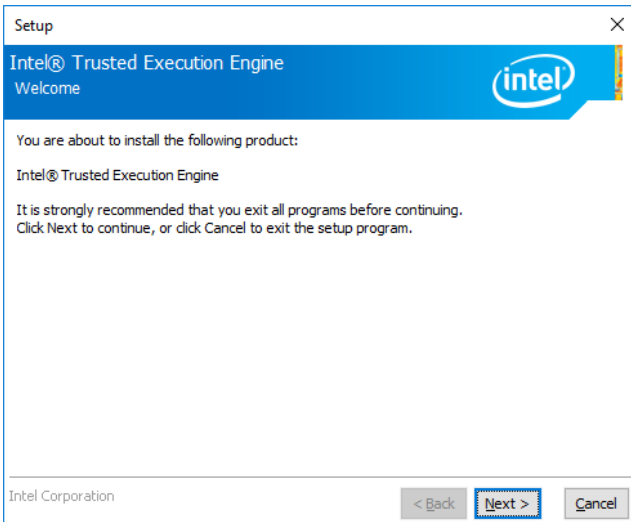 Setup
Intel® Trusted Execution Engine
Welcome
intel
You are about to install the following product:
Intel® Trusted Execution Engine
It is strongly recommended that you exit all programs before continuing.
Click Next to continue, or click Cancel to exit the setup program.
Intel Corporation
< Back
Next >
Cancel